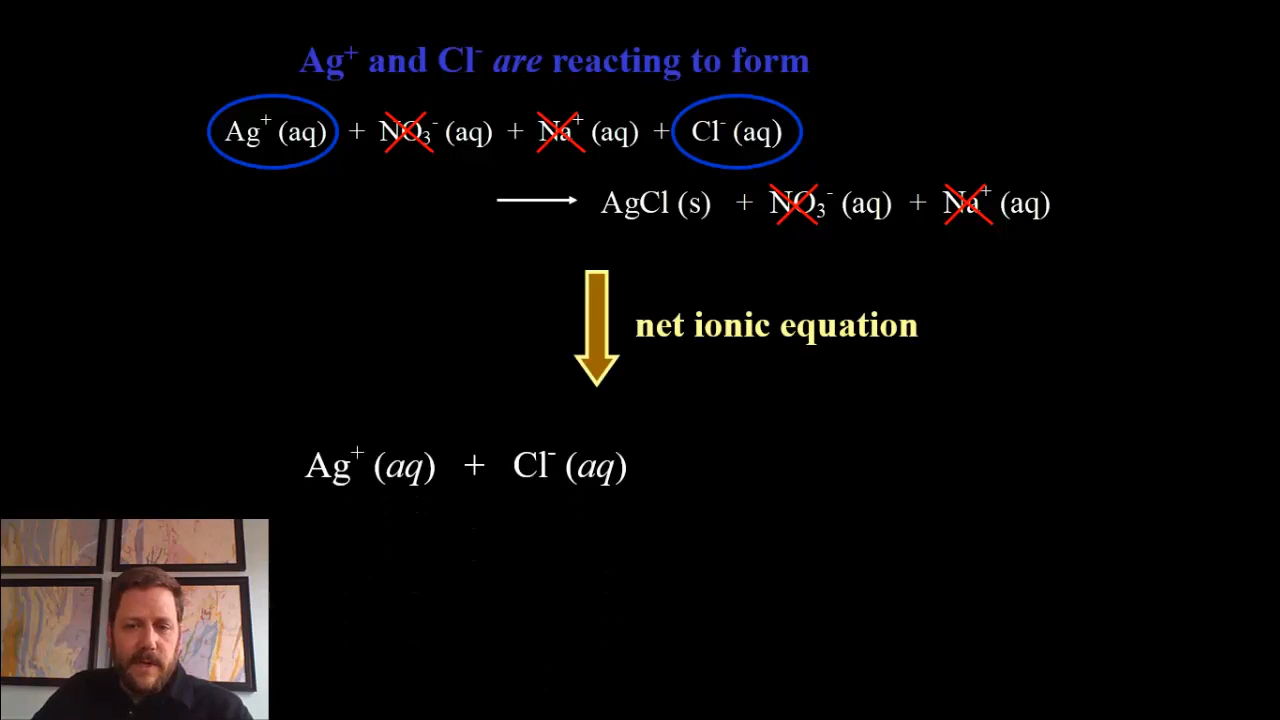 Ag⁺ and Cl⁻ are reacting to form
Ag⁺ (aq) + NO₃⁻ (aq) + Na⁺ (aq) + Cl⁻ (aq)
⟶ AgCl (s) + NO₃⁻ (aq) + Na⁺ (aq)
net ionic equation
Ag⁺ (aq) + Cl⁻ (aq)